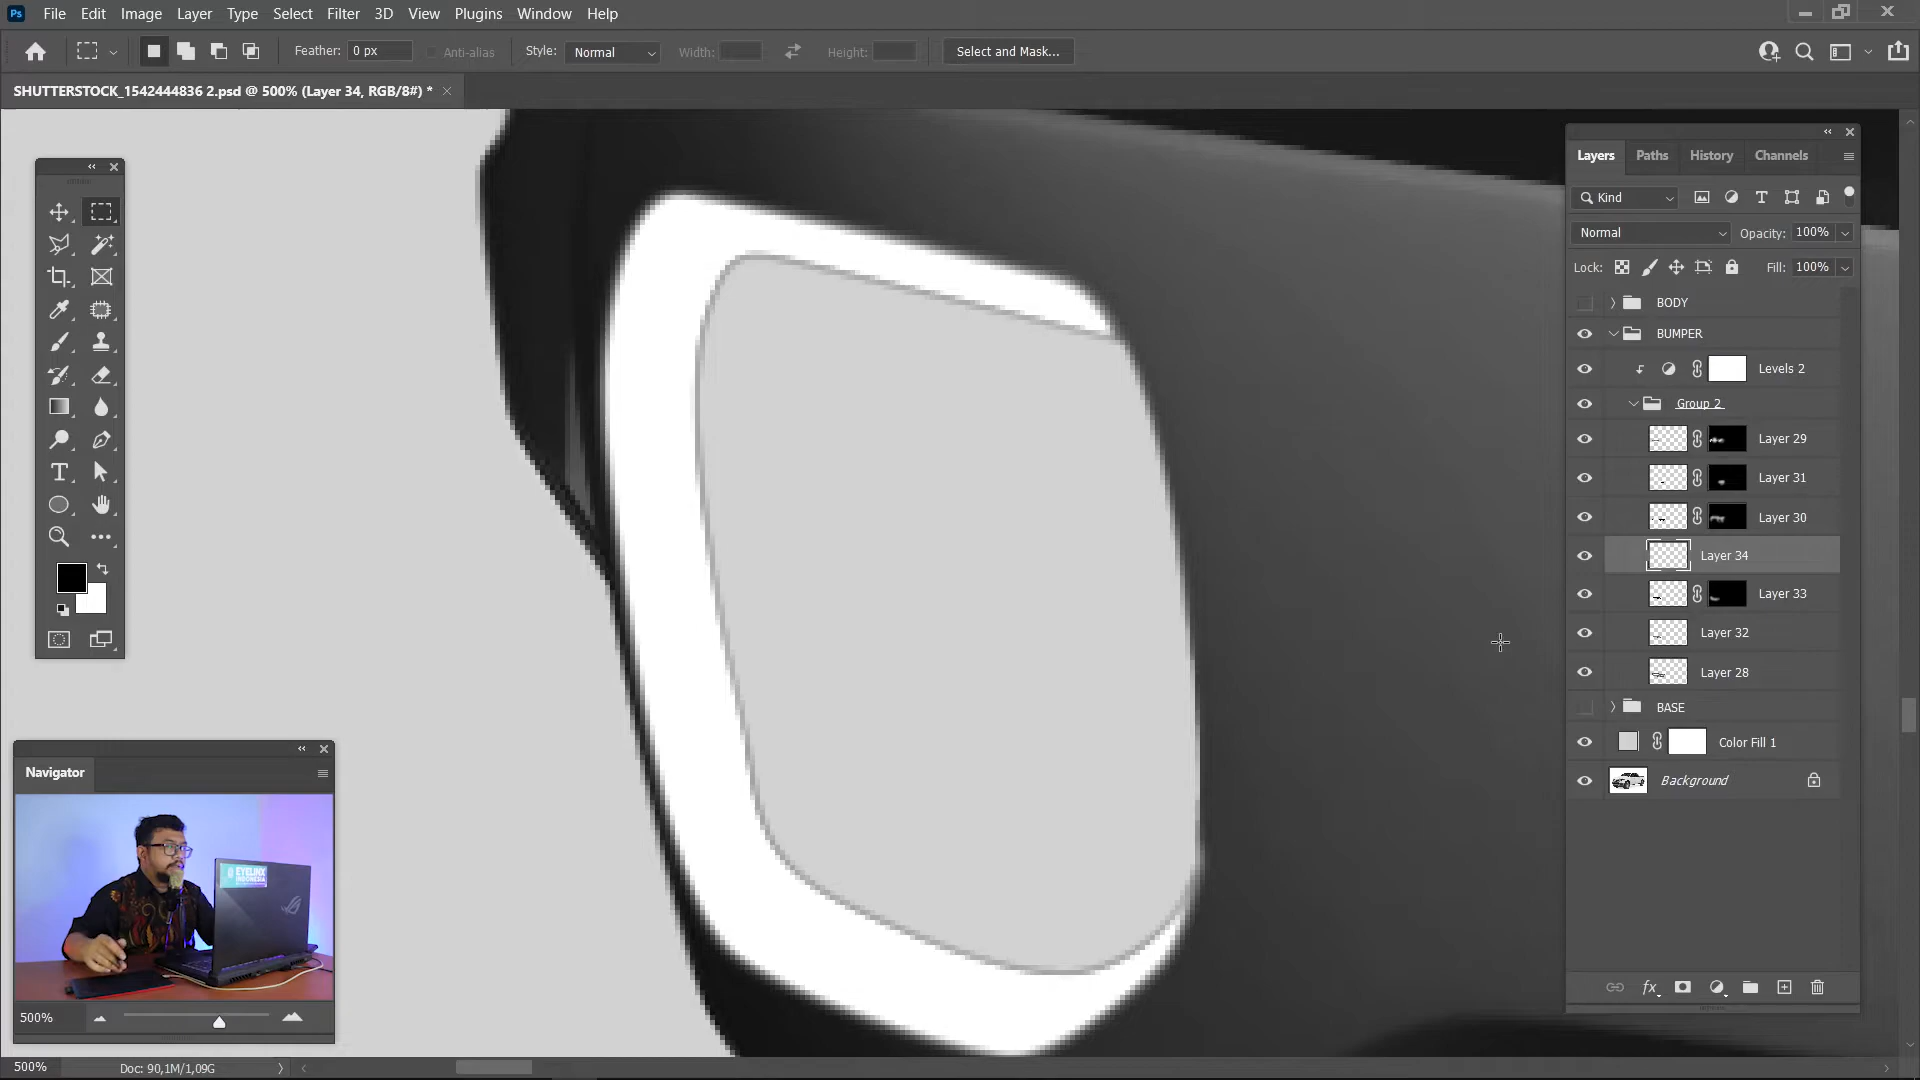 Ps File Edit Image Layer Type Select Filter 3D View Plugins Window Help
Feather: 0 px Anti-alias Style: Normal Width: Height: Select and Mask...
SHUTTERSTOCK_1542444836 2.psd @ 500% (Layer 34, RGB/8#) *
Layers Paths History Channels
Kind
Normal Opacity: 100%
Lock: Fill: 100%
BODY
BUMPER
Levels 2
Group 2
Layer 29
Layer 31
Layer 30
Layer 34
Layer 33
Layer 32
Layer 28
BASE
Color Fill 1
Background
fx
Navigator
EYELINX
INDONESIA
500%
500% Doc: 90,1M/1,09G